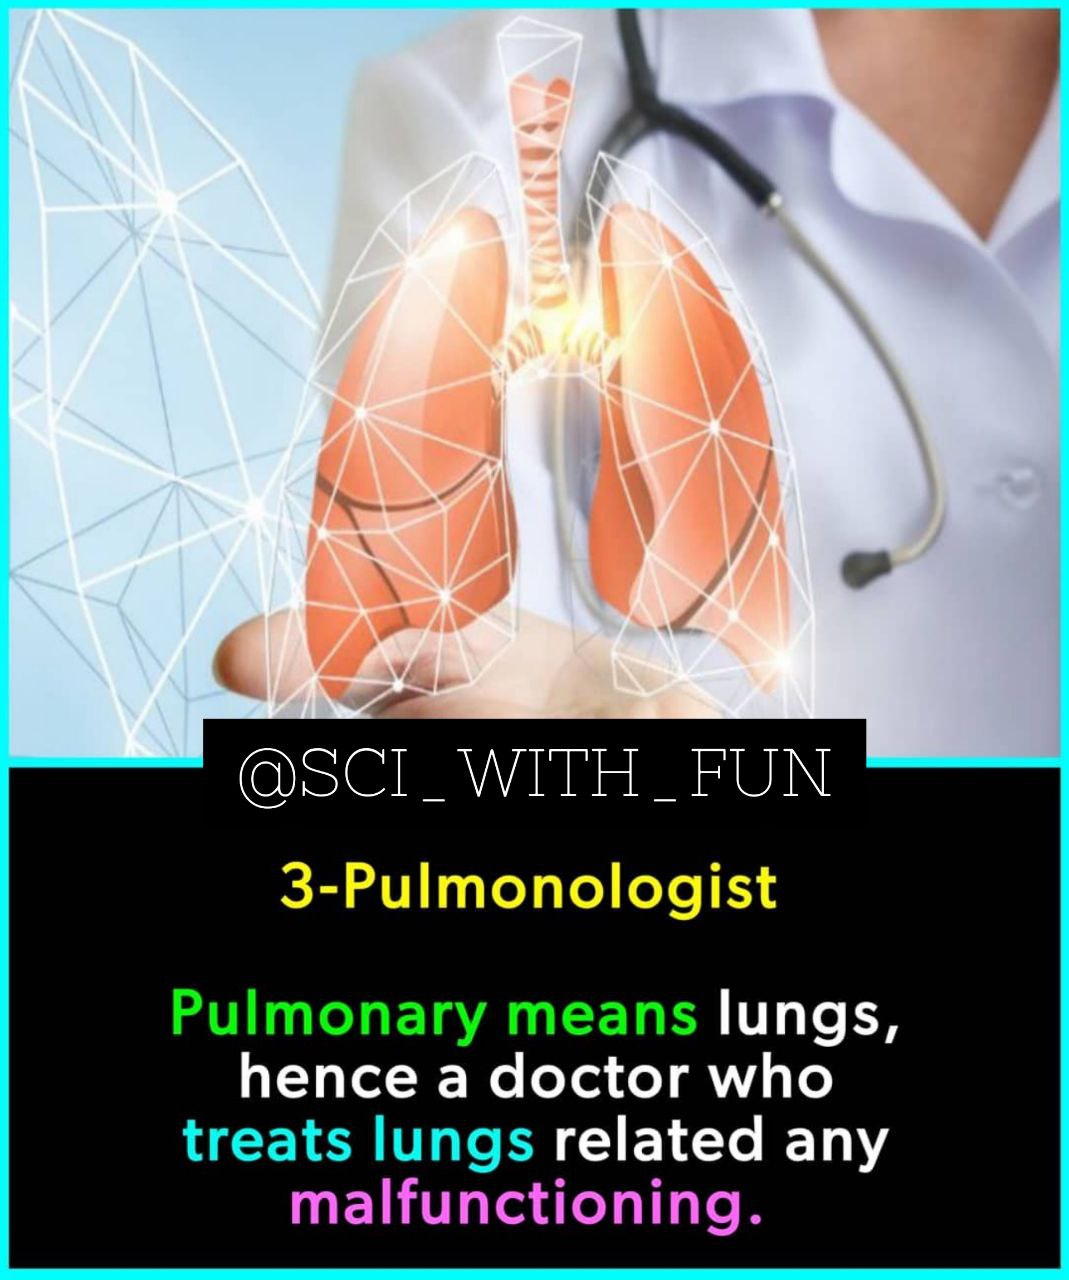 @SCI_WITH_FUN
3-Pulmonologist
Pulmonary means lungs,
hence a doctor who
treats lungs related any
malfunctioning.